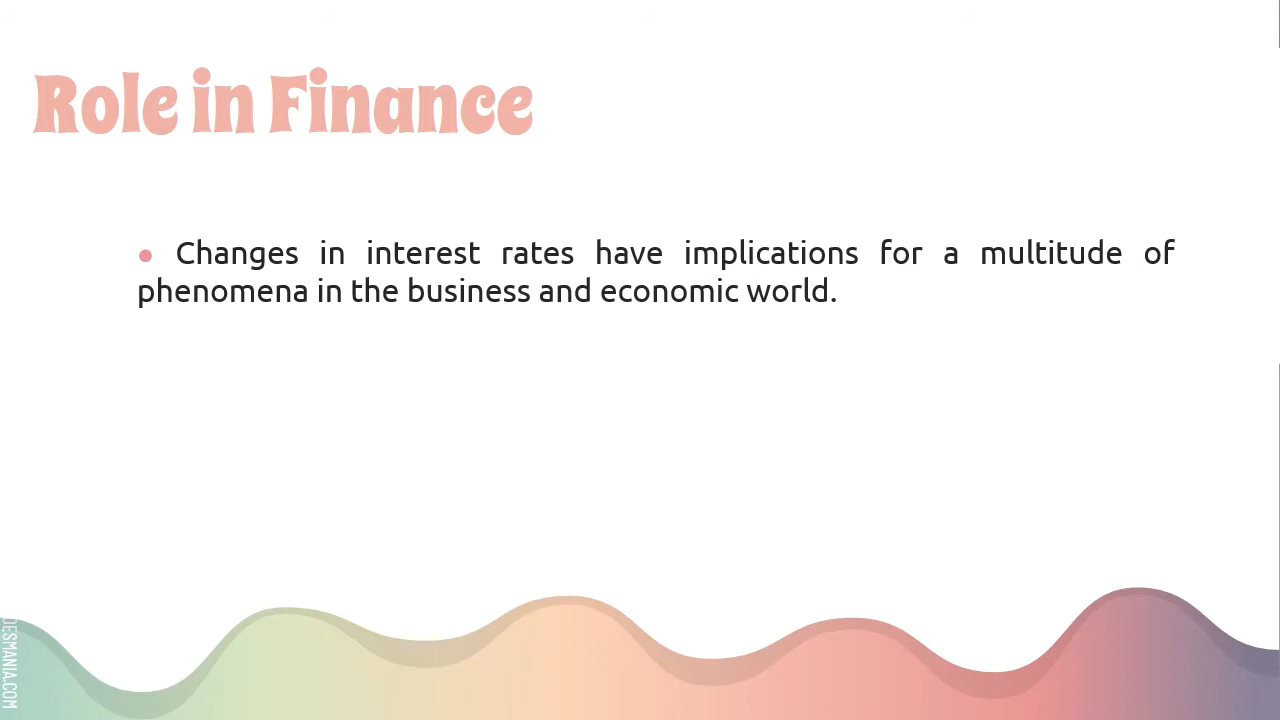 Role in Finance
● Changes in interest rates have implications for a multitude of
phenomena in the business and economic world.
DESMANIA.COM